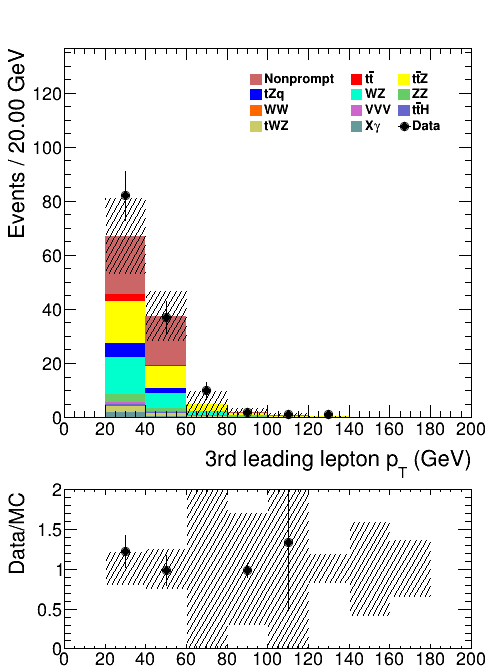 Events / 20.00 GeV
Nonprompt tt̄ tt̄Z
tZq WZ ZZ
WW VVV tt̄H
tWZ Xγ Data
120
100
80
60
40
20
0
0 20 40 60 80 100 120 140 160 180 200
3rd leading lepton p_T (GeV)
Data/MC
2
1.5
1
0.5
0
0 20 40 60 80 100 120 140 160 180 200